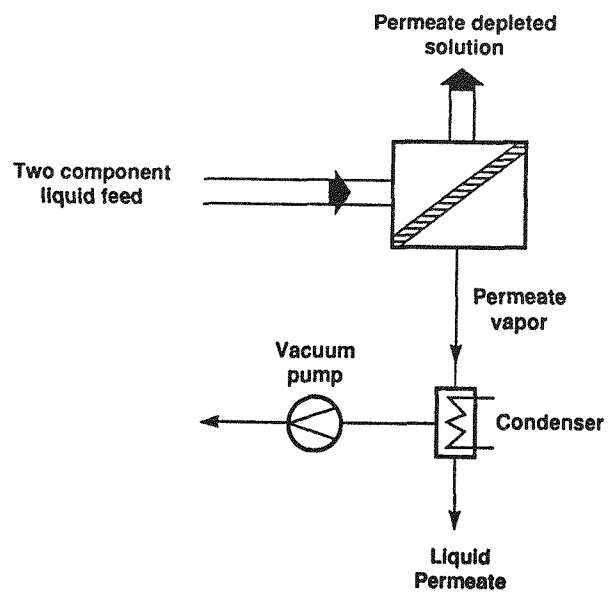 Permeate depleted
solution
Two component
liquid feed
Permeate
vapor
Vacuum
pump
Condenser
Liquid
Permeate